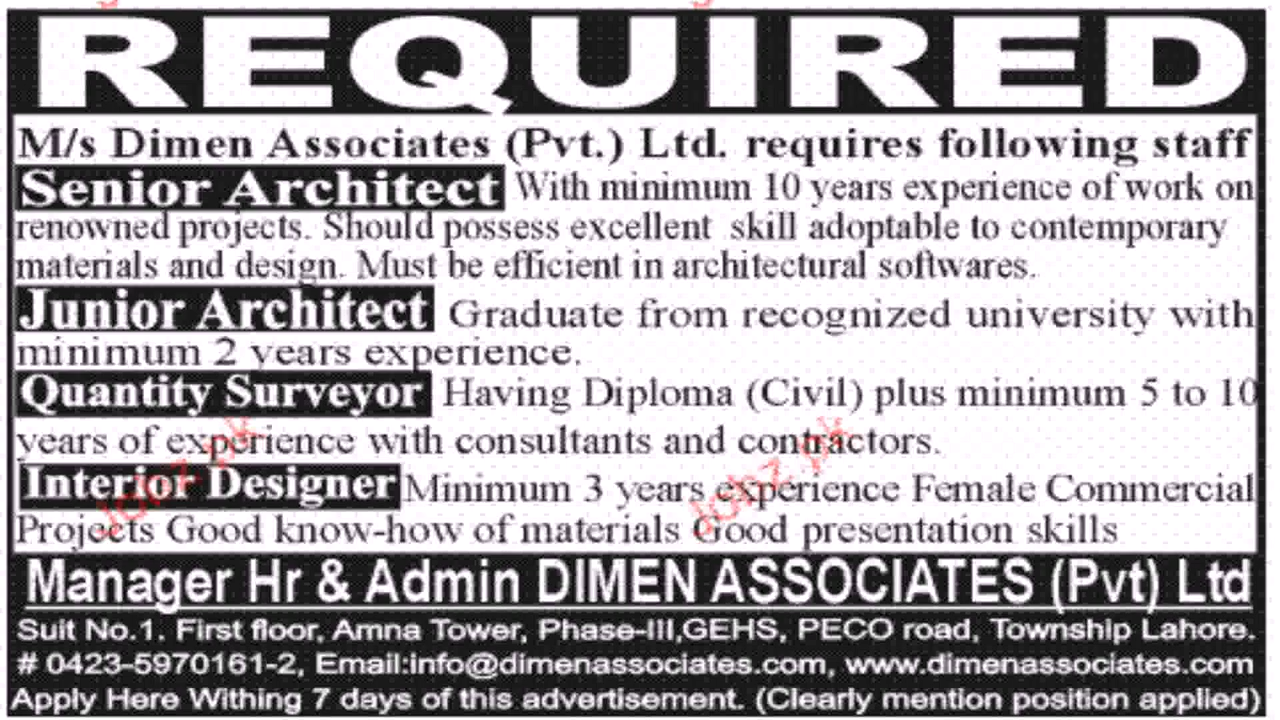 REQUIRED
M/s Dimen Associates (Pvt.) Ltd. requires following staff
Senior Architect With minimum 10 years experience of work on
renowned projects. Should possess excellent skill adoptable to contemporary
materials and design. Must be efficient in architectural softwares.
Junior Architect Graduate from recognized university with
minimum 2 years experience.
Quantity Surveyor Having Diploma (Civil) plus minimum 5 to 10
years of experience with consultants and contractors.
Interior Designer Minimum 3 years experience Female Commercial
Projects Good know-how of materials Good presentation skills
Manager Hr & Admin DIMEN ASSOCIATES (Pvt) Ltd
Suit No.1. First floor, Amna Tower, Phase-III,GEHS, PECO road, Township Lahore.
# 0423-5970161-2, Email:info@dimenassociates.com, www.dimenassociates.com
Apply Here Withing 7 days of this advertisement. (Clearly mention position applied)
Jobz.pk
Jobz.pk